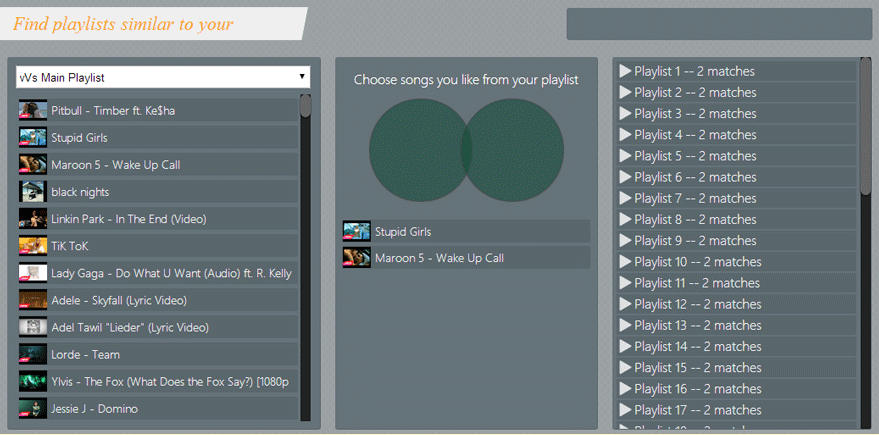 Find playlists similar to your
vVs Main Playlist
Pitbull - Timber ft. Ke$ha
Stupid Girls
Maroon 5 - Wake Up Call
black nights
Linkin Park - In The End (Video)
TiK ToK
Lady Gaga - Do What U Want (Audio) ft. R. Kelly
Adele - Skyfall (Lyric Video)
Adel Tawil "Lieder" (Lyric Video)
Lorde - Team
Ylvis - The Fox (What Does the Fox Say?) [1080p
Jessie J - Domino
Choose songs you like from your playlist
Stupid Girls
Maroon 5 - Wake Up Call
Playlist 1 -- 2 matches
Playlist 2 -- 2 matches
Playlist 3 -- 2 matches
Playlist 4 -- 2 matches
Playlist 5 -- 2 matches
Playlist 6 -- 2 matches
Playlist 7 -- 2 matches
Playlist 8 -- 2 matches
Playlist 9 -- 2 matches
Playlist 10 -- 2 matches
Playlist 11 -- 2 matches
Playlist 12 -- 2 matches
Playlist 13 -- 2 matches
Playlist 14 -- 2 matches
Playlist 15 -- 2 matches
Playlist 16 -- 2 matches
Playlist 17 -- 2 matches